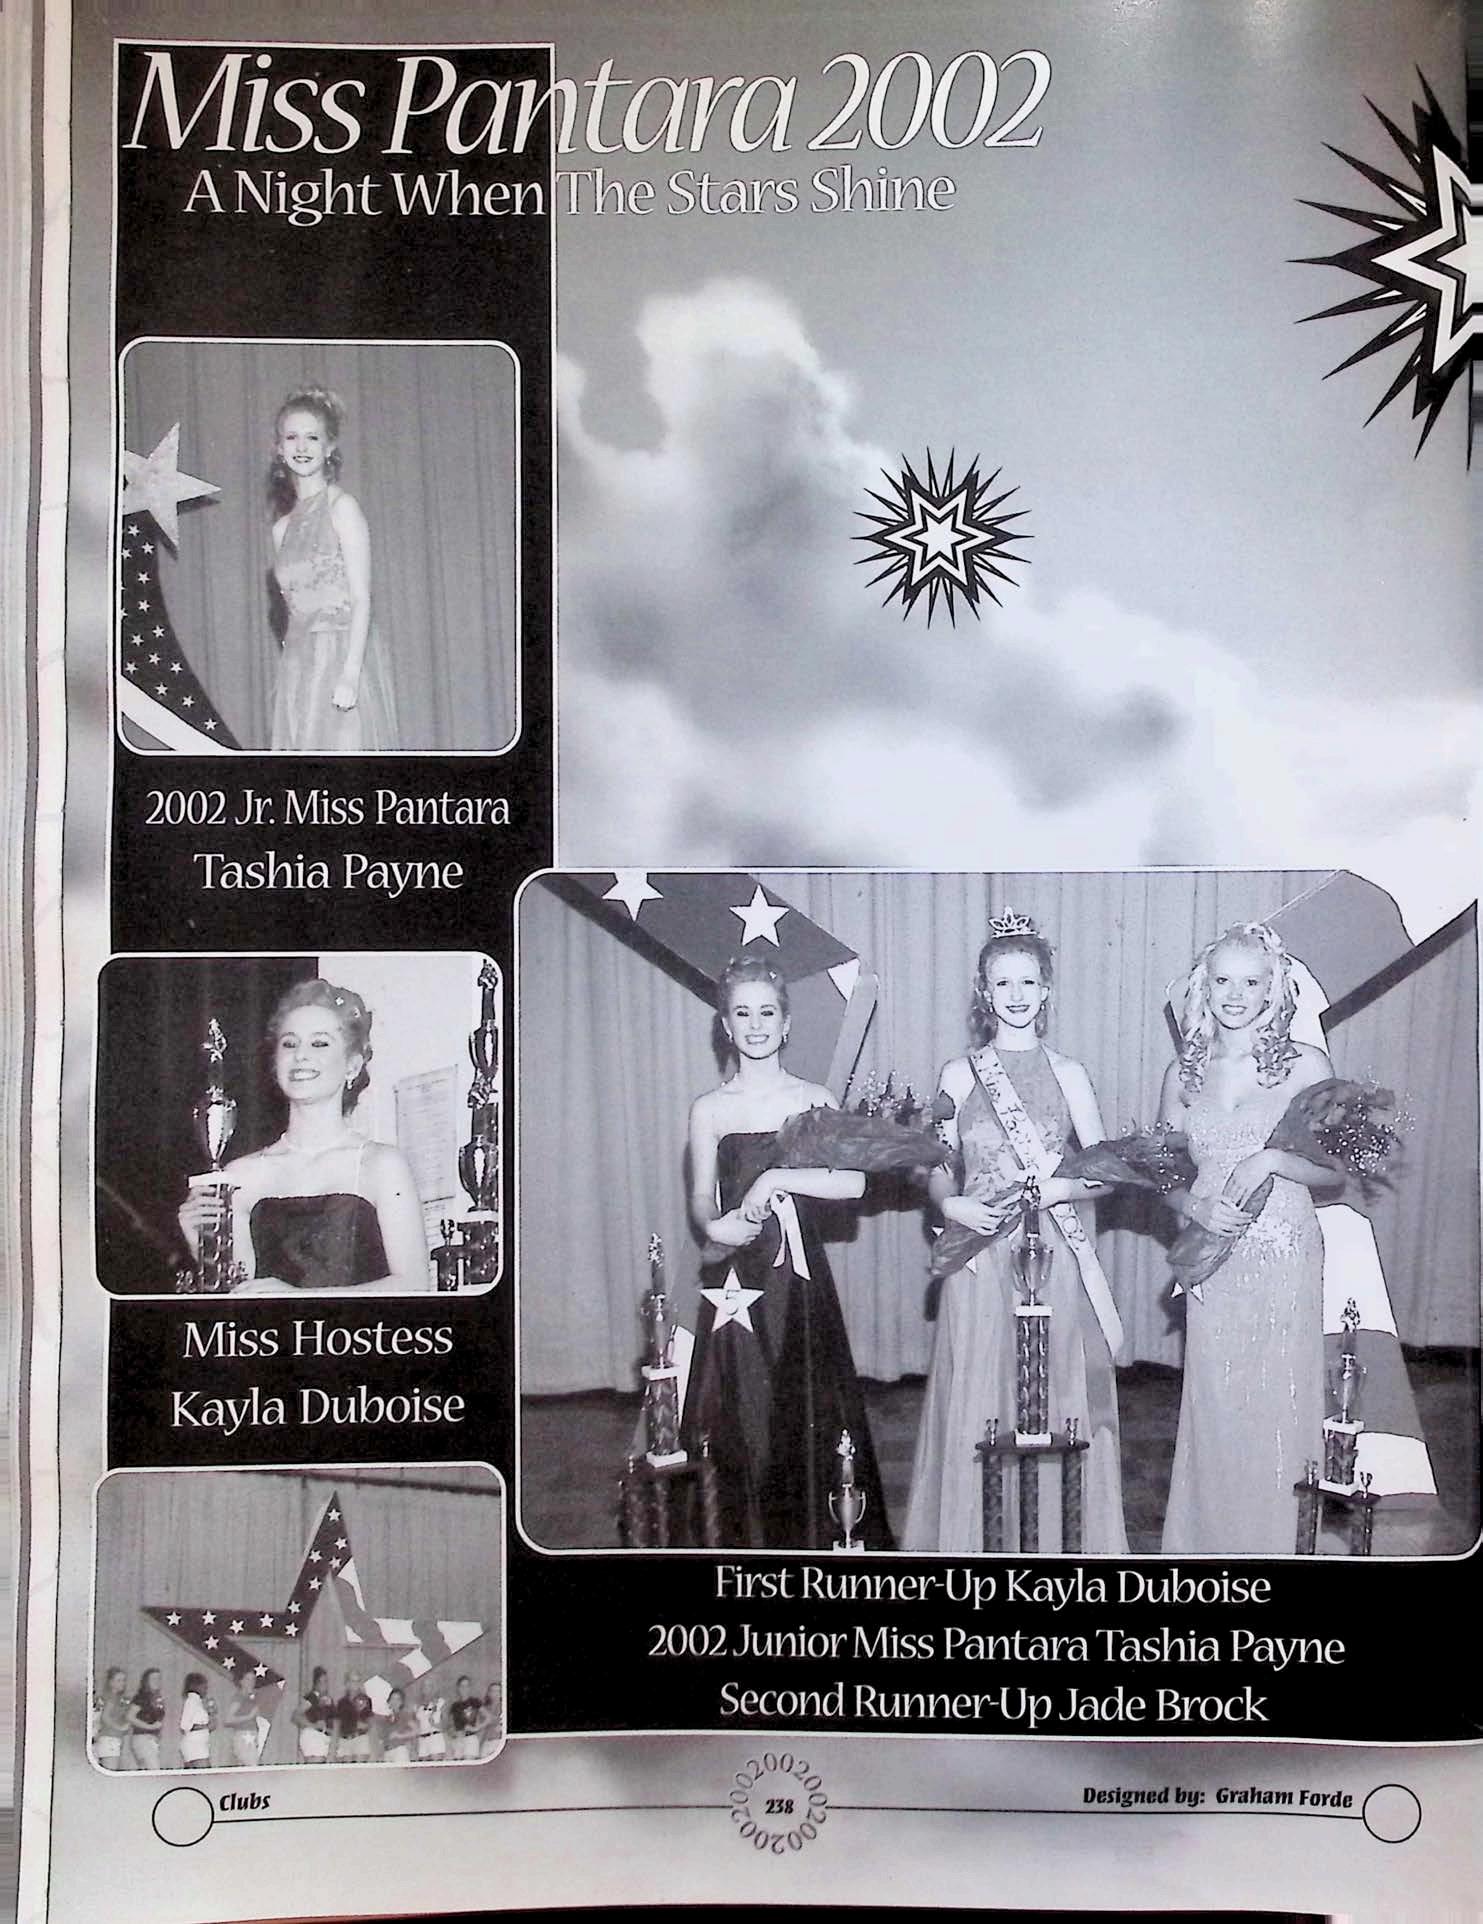 Miss Pantara 2002
A Night When The Stars Shine
2002 Jr. Miss Pantara
Tashia Payne
Miss Hostess
Kayla Duboise
5
First Runner-Up Kayla Duboise
2002 Junior Miss Pantara Tashia Payne
Second Runner-Up Jade Brock
Clubs
2002002002002002002
238
Designed by: Graham Forde